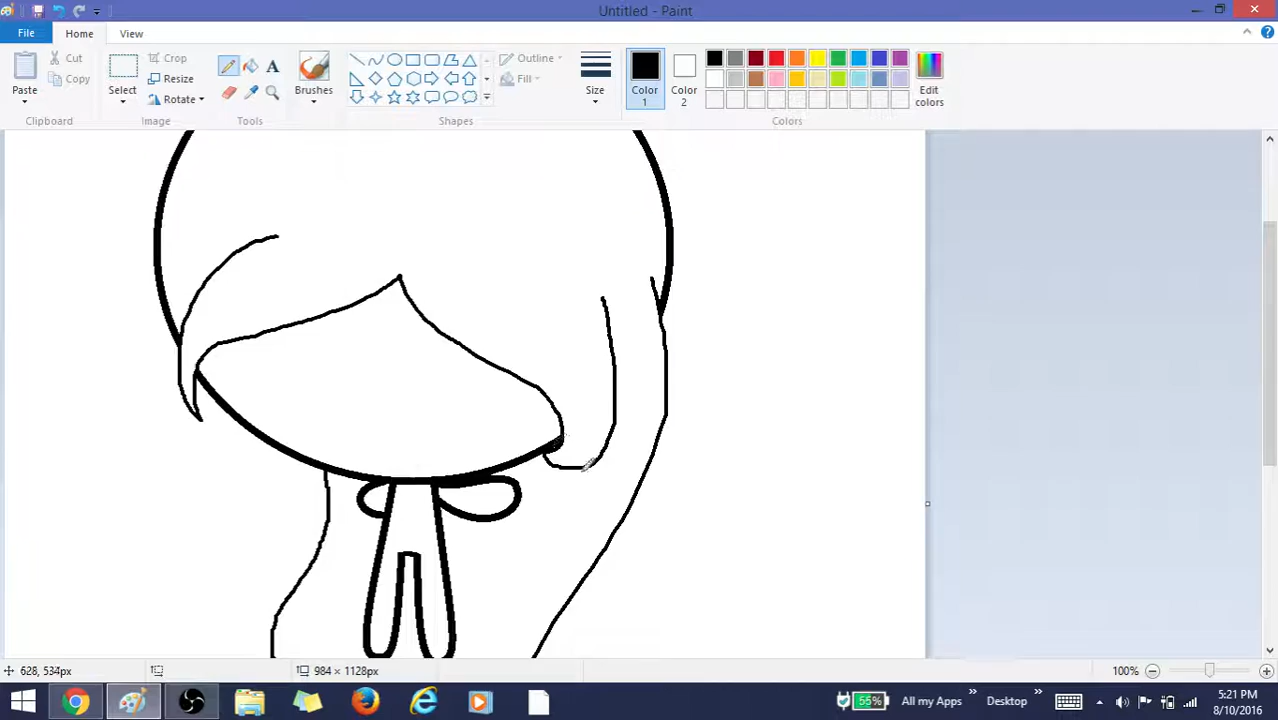 Untitled - Paint
File
Home
View
Paste
Cut
Copy
Clipboard
Select
Crop
Resize
Rotate
Image
A
Tools
Brushes
Outline
Fill
Shapes
Size
Color 1
Color 2
Edit colors
Colors
628, 534px
984 × 1128px
100%
55%
All my Apps
Desktop
5:21 PM
8/10/2016